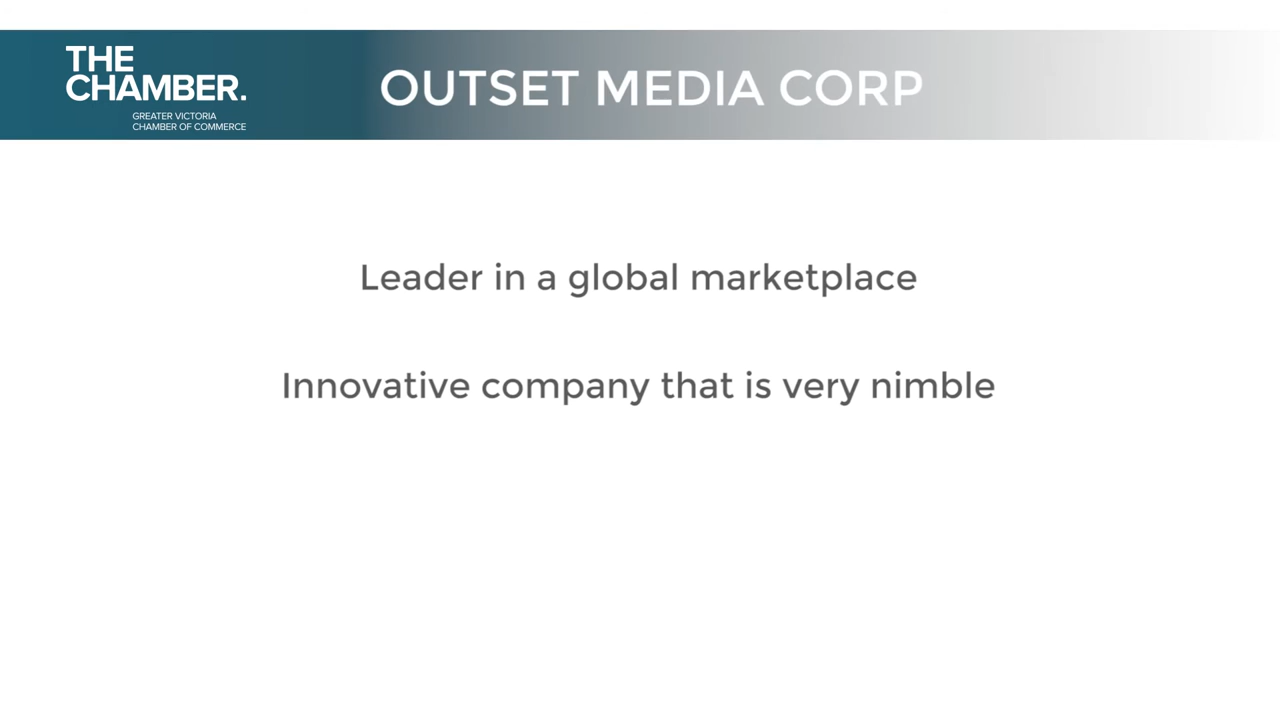 THE
CHAMBER.
GREATER VICTORIA
CHAMBER OF COMMERCE
OUTSET MEDIA CORP
Leader in a global marketplace
Innovative company that is very nimble